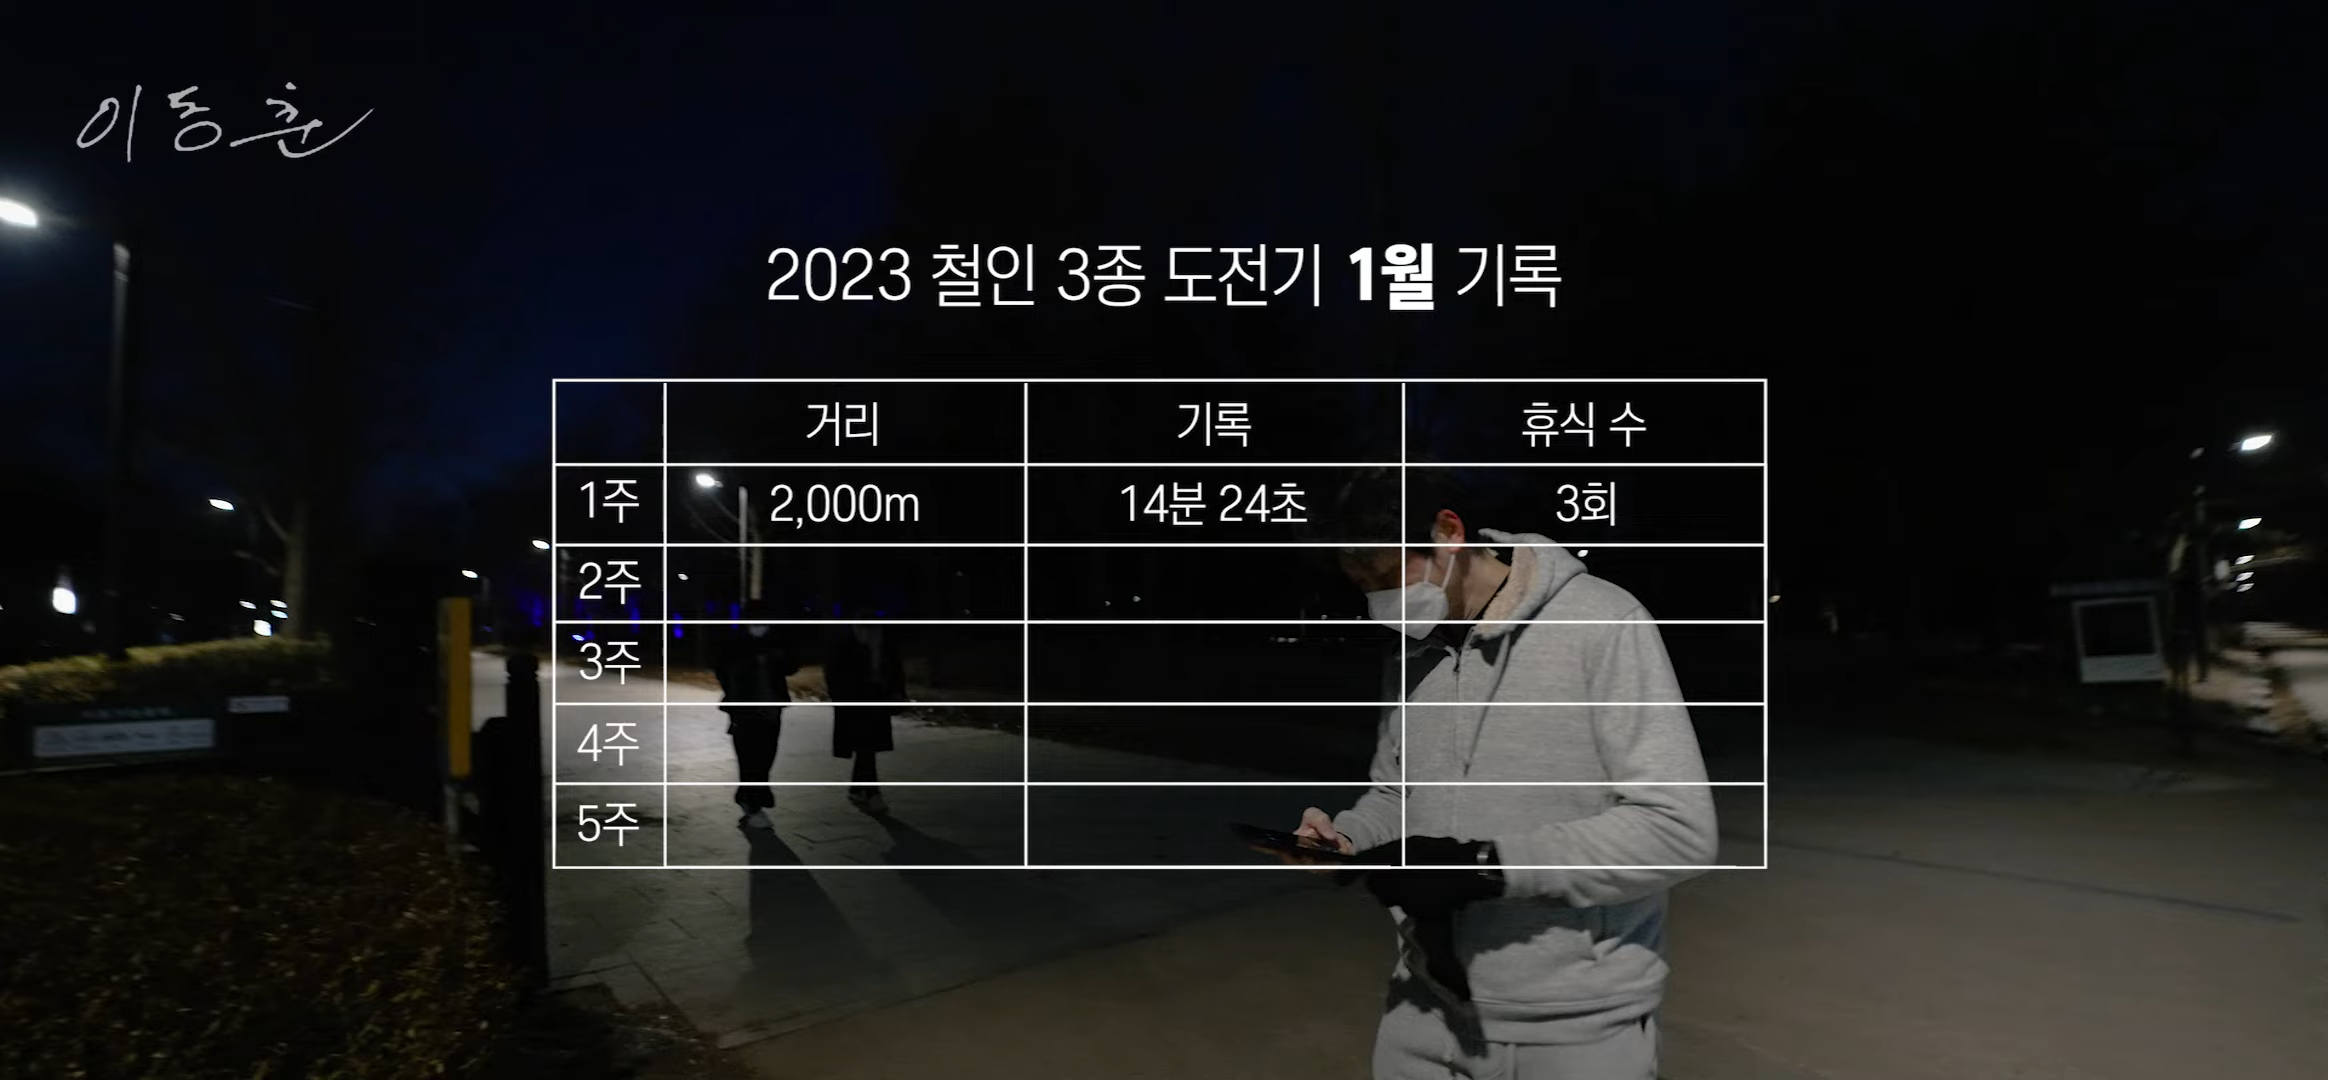 이동춘
2023 철인 3종 도전기 1월 기록
거리 기록 휴식 수
1주 2,000m 14분 24초 3회
2주
3주
4주
5주